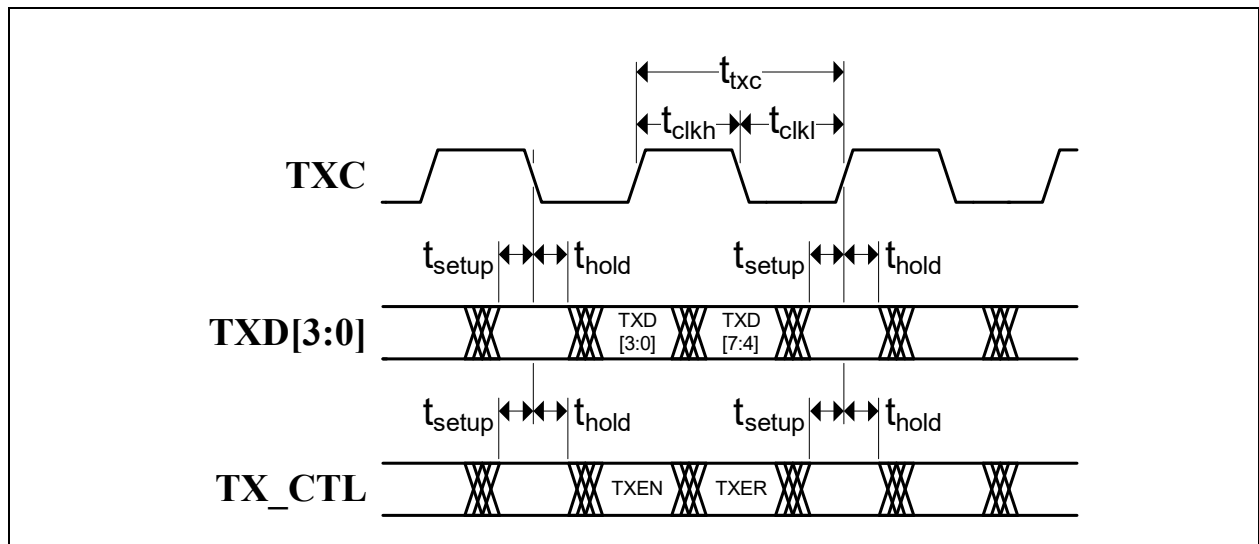 t_txc
t_clkh t_clkl
TXC
t_setup t_hold t_setup t_hold
TXD[3:0] TXD [3:0] TXD [7:4]
t_setup t_hold t_setup t_hold
TX_CTL TXEN TXER